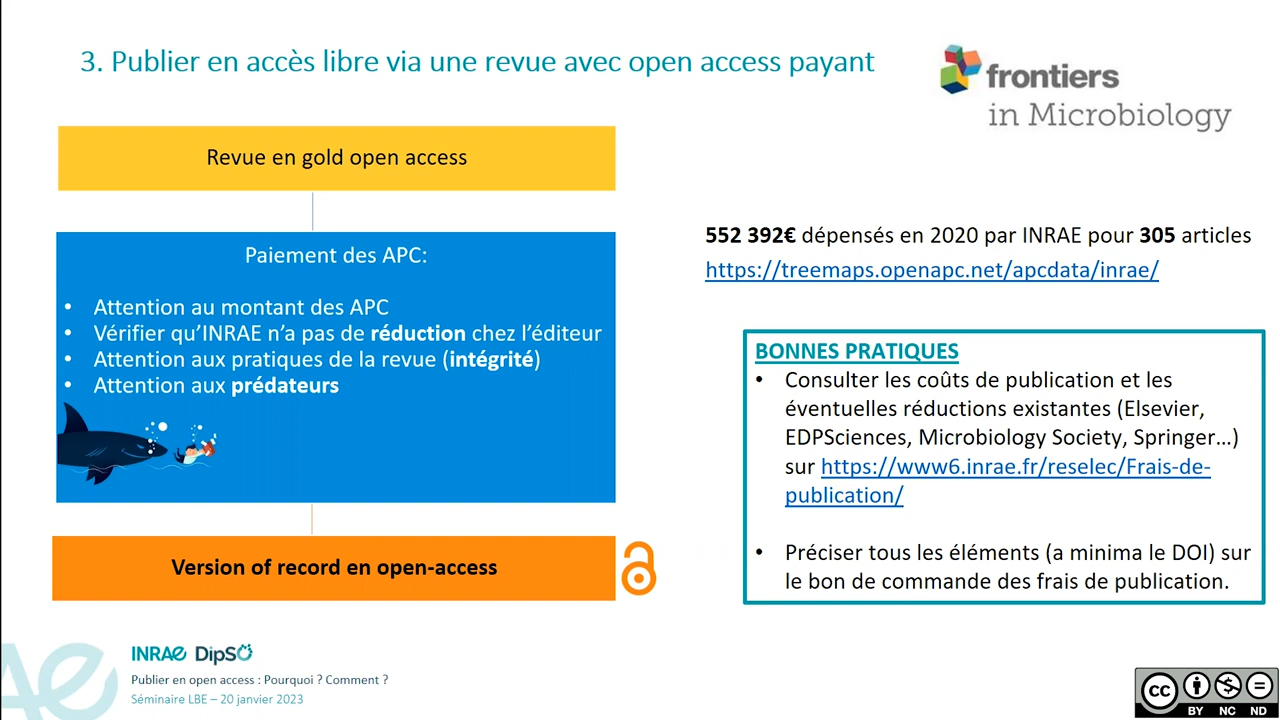 3. Publier en accès libre via une revue avec open access payant
frontiers
in Microbiology
Revue en gold open access
Paiement des APC:
• Attention au montant des APC
• Vérifier qu'INRAE n'a pas de réduction chez l'éditeur
• Attention aux pratiques de la revue (intégrité)
• Attention aux prédateurs
Version of record en open-access
552 392€ dépensés en 2020 par INRAE pour 305 articles
https://treemaps.openapc.net/apcdata/inrae/
BONNES PRATIQUES
• Consulter les coûts de publication et les
éventuelles réductions existantes (Elsevier,
EDPSciences, Microbiology Society, Springer…)
sur https://www6.inrae.fr/reselec/Frais-de-
publication/
• Préciser tous les éléments (a minima le DOI) sur
le bon de commande des frais de publication.
INRAE DipSO
Publier en open access : Pourquoi ? Comment ?
Séminaire LBE – 20 janvier 2023
cc
BY NC ND